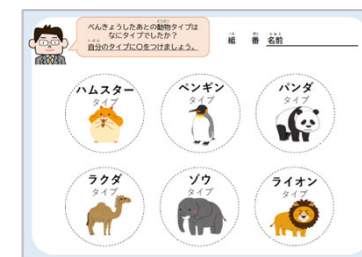 べんきょうしたあとの動物タイプは
なにタイプでしたか？
自分のタイプに〇をつけましょう。
組 番 名前
ハムスター
タイプ
ペンギン
タイプ
パンダ
タイプ
ラクダ
タイプ
ゾウ
タイプ
ライオン
タイプ